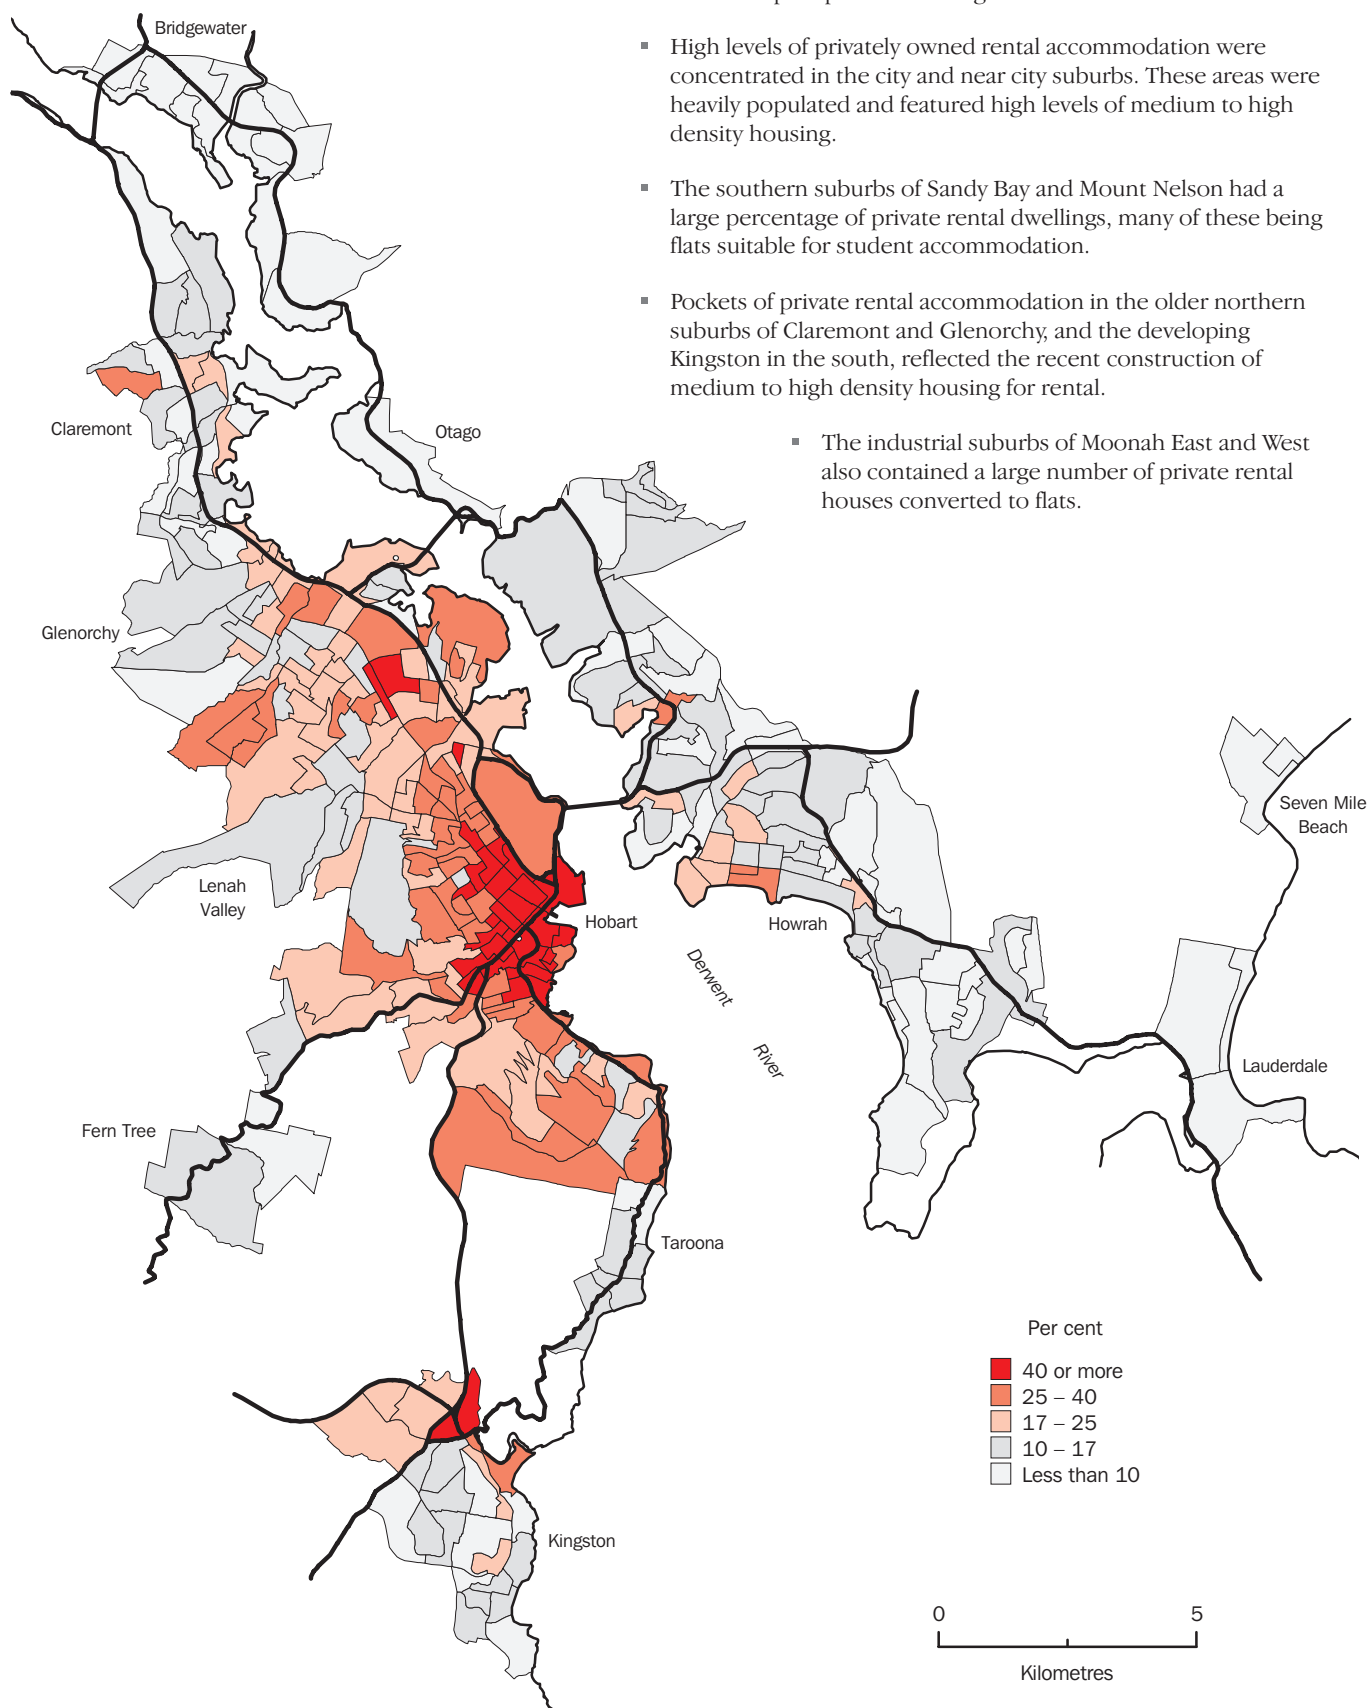 Bridgewater
■ High levels of privately owned rental accommodation were
concentrated in the city and near city suburbs. These areas were
heavily populated and featured high levels of medium to high
density housing.
■ The southern suburbs of Sandy Bay and Mount Nelson had a
large percentage of private rental dwellings, many of these being
flats suitable for student accommodation.
■ Pockets of private rental accommodation in the older northern
suburbs of Claremont and Glenorchy, and the developing
Kingston in the south, reflected the recent construction of
medium to high density housing for rental.
■ The industrial suburbs of Moonah East and West
also contained a large number of private rental
houses converted to flats.
Claremont
Otago
Glenorchy
Seven Mile
Beach
Lenah
Valley
Hobart
Howrah
Derwent
River
Lauderdale
Fern Tree
Taroona
Kingston
Per cent
40 or more
25 – 40
17 – 25
10 – 17
Less than 10
0 5
Kilometres